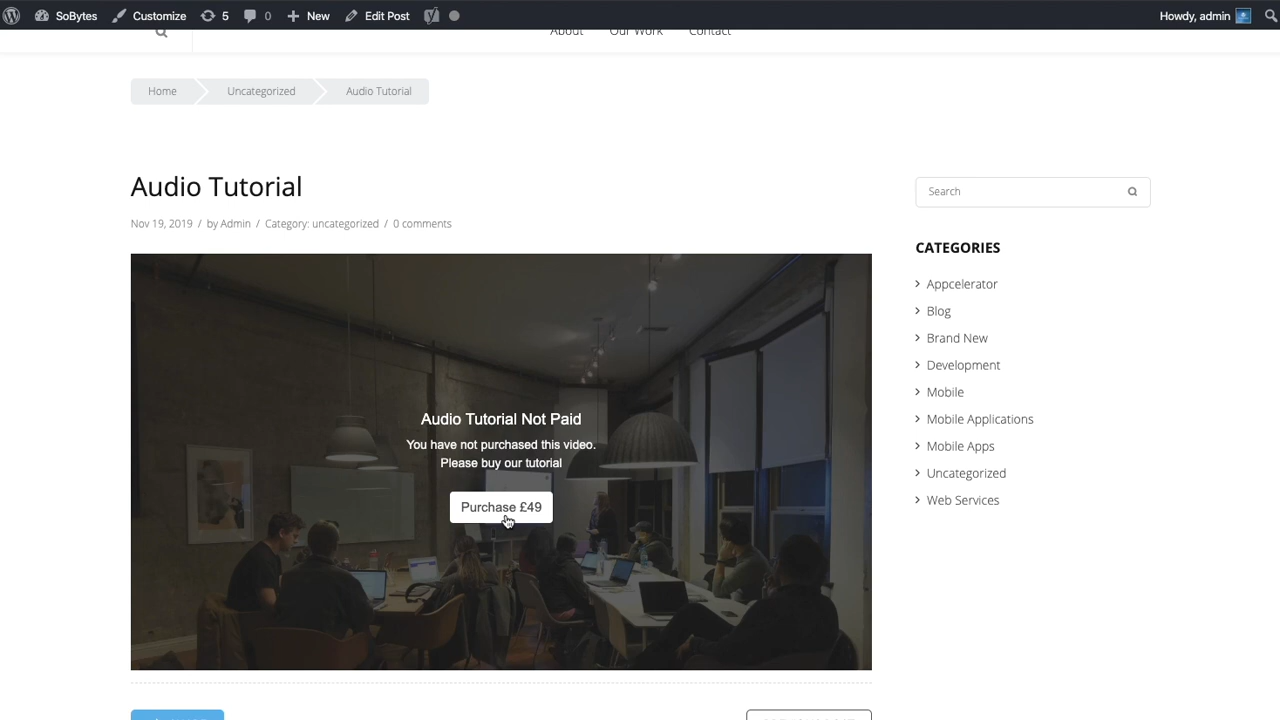 SoBytes Customize 5 0 New Edit Post Howdy, admin
About Our Work Contact
Home Uncategorized Audio Tutorial
Audio Tutorial
Nov 19, 2019 / by Admin / Category: uncategorized / 0 comments
Audio Tutorial Not Paid
You have not purchased this video.
Please buy our tutorial
Purchase £49
Search
CATEGORIES
Appcelerator
Blog
Brand New
Development
Mobile
Mobile Applications
Mobile Apps
Uncategorized
Web Services